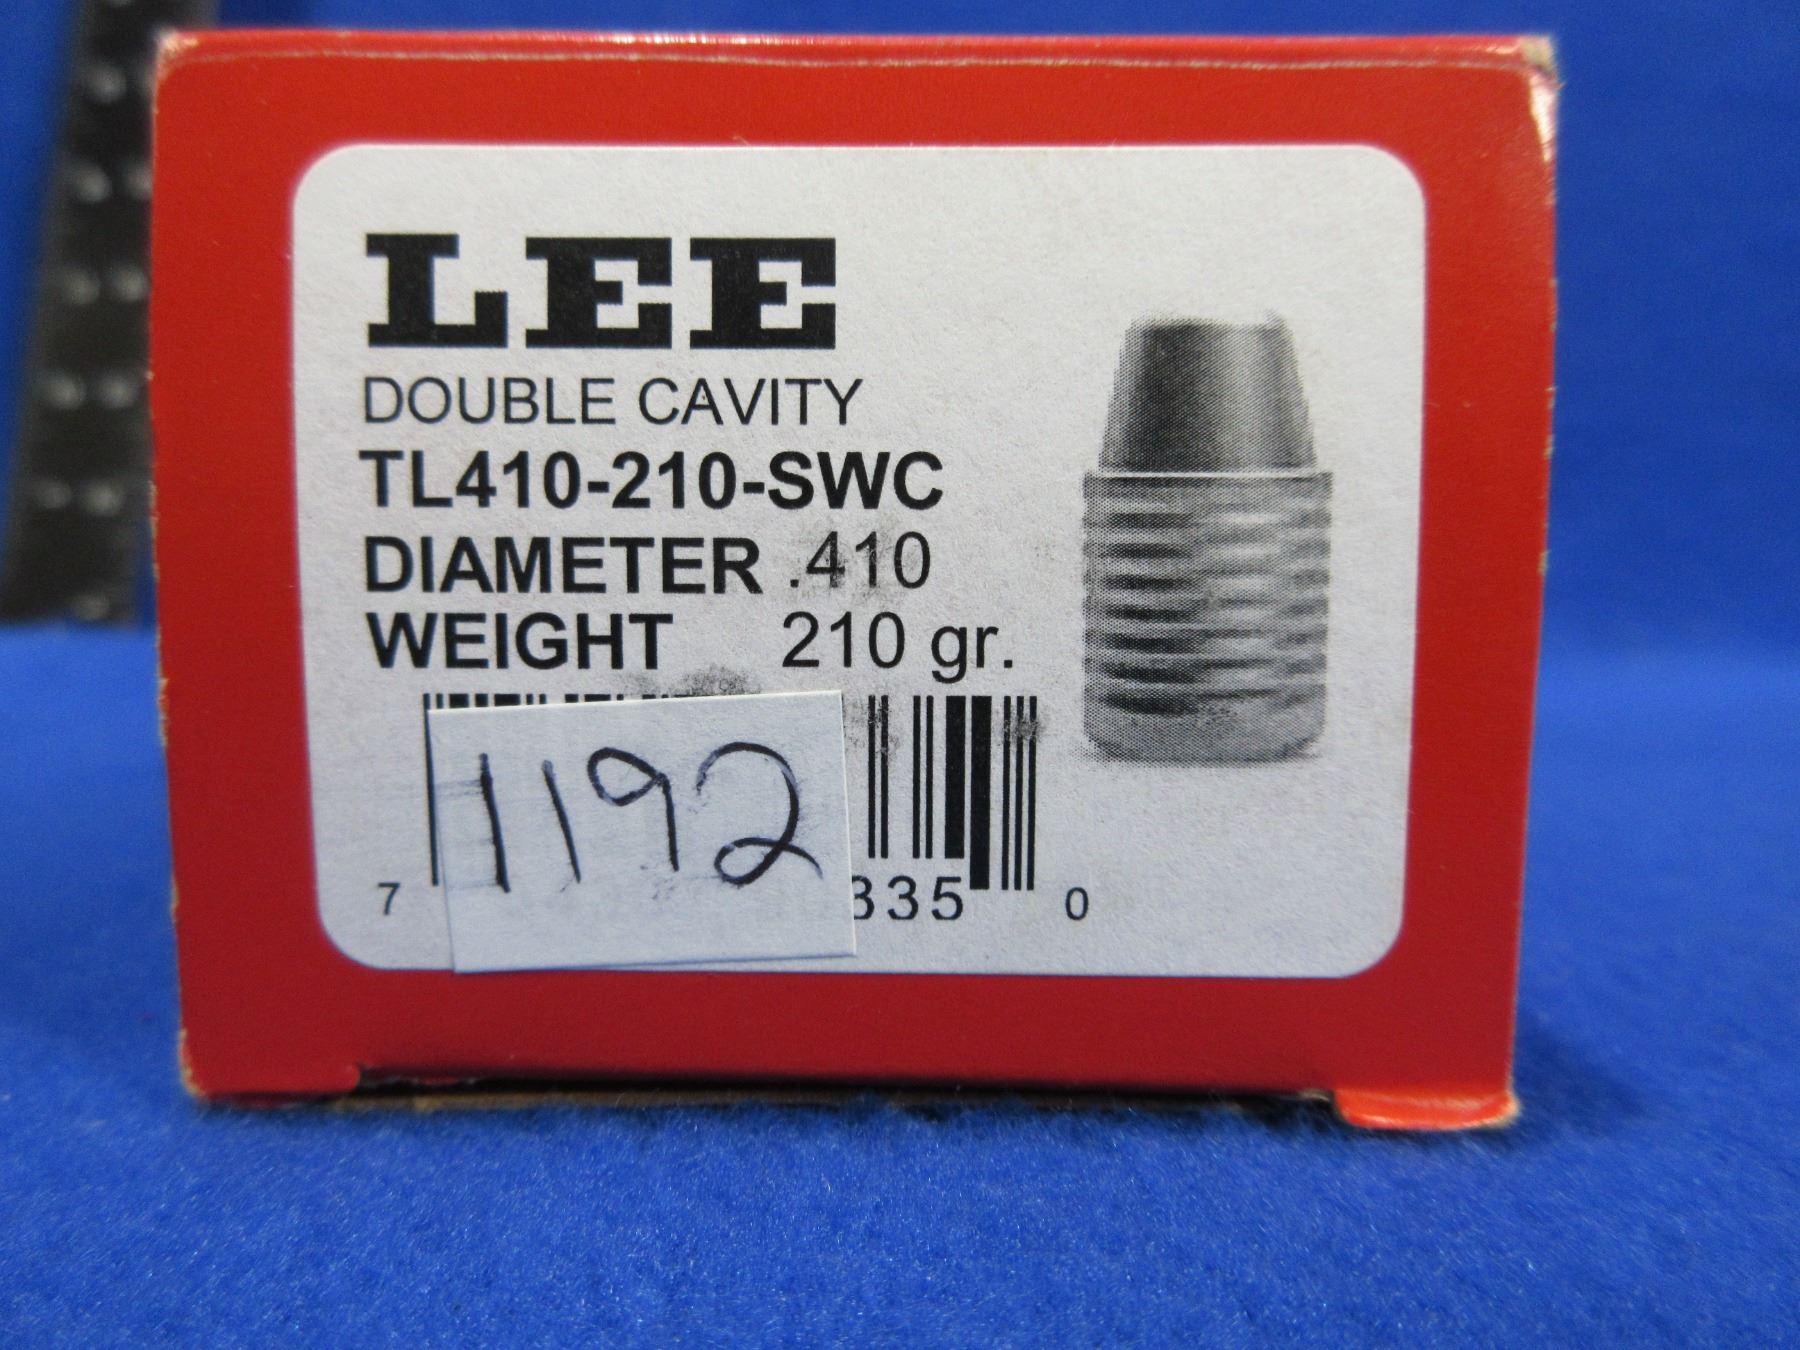 LEE
DOUBLE CAVITY
TL410-210-SWC
DIAMETER .410
WEIGHT 210 gr.
1192
7 335 0